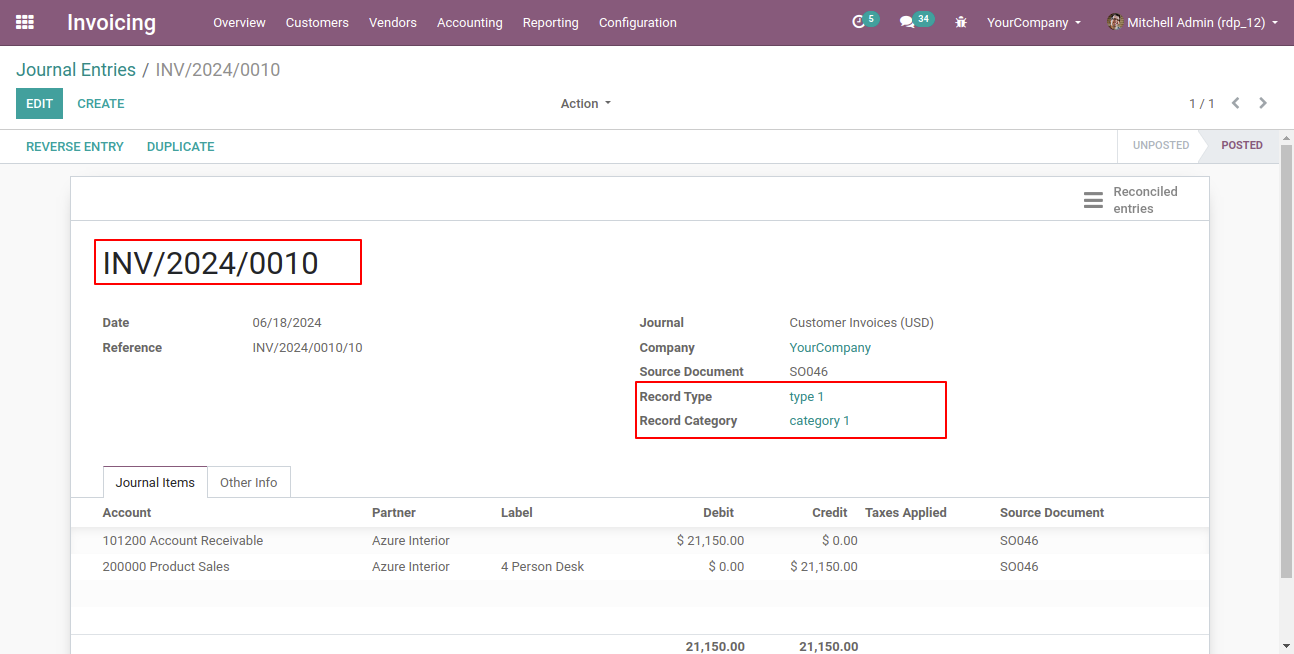 Invoicing Overview Customers Vendors Accounting Reporting Configuration 5 34 YourCompany Mitchell Admin (rdp_12)
Journal Entries / INV/2024/0010
EDIT CREATE Action 1 / 1
REVERSE ENTRY DUPLICATE UNPOSTED POSTED
Reconciled
entries
INV/2024/0010
Date 06/18/2024 Journal Customer Invoices (USD)
Reference INV/2024/0010/10 Company YourCompany
Source Document SO046
Record Type type 1
Record Category category 1
Journal Items Other Info
Account Partner Label Debit Credit Taxes Applied Source Document
101200 Account Receivable Azure Interior $ 21,150.00 $ 0.00 SO046
200000 Product Sales Azure Interior 4 Person Desk $ 0.00 $ 21,150.00 SO046
21,150.00 21,150.00